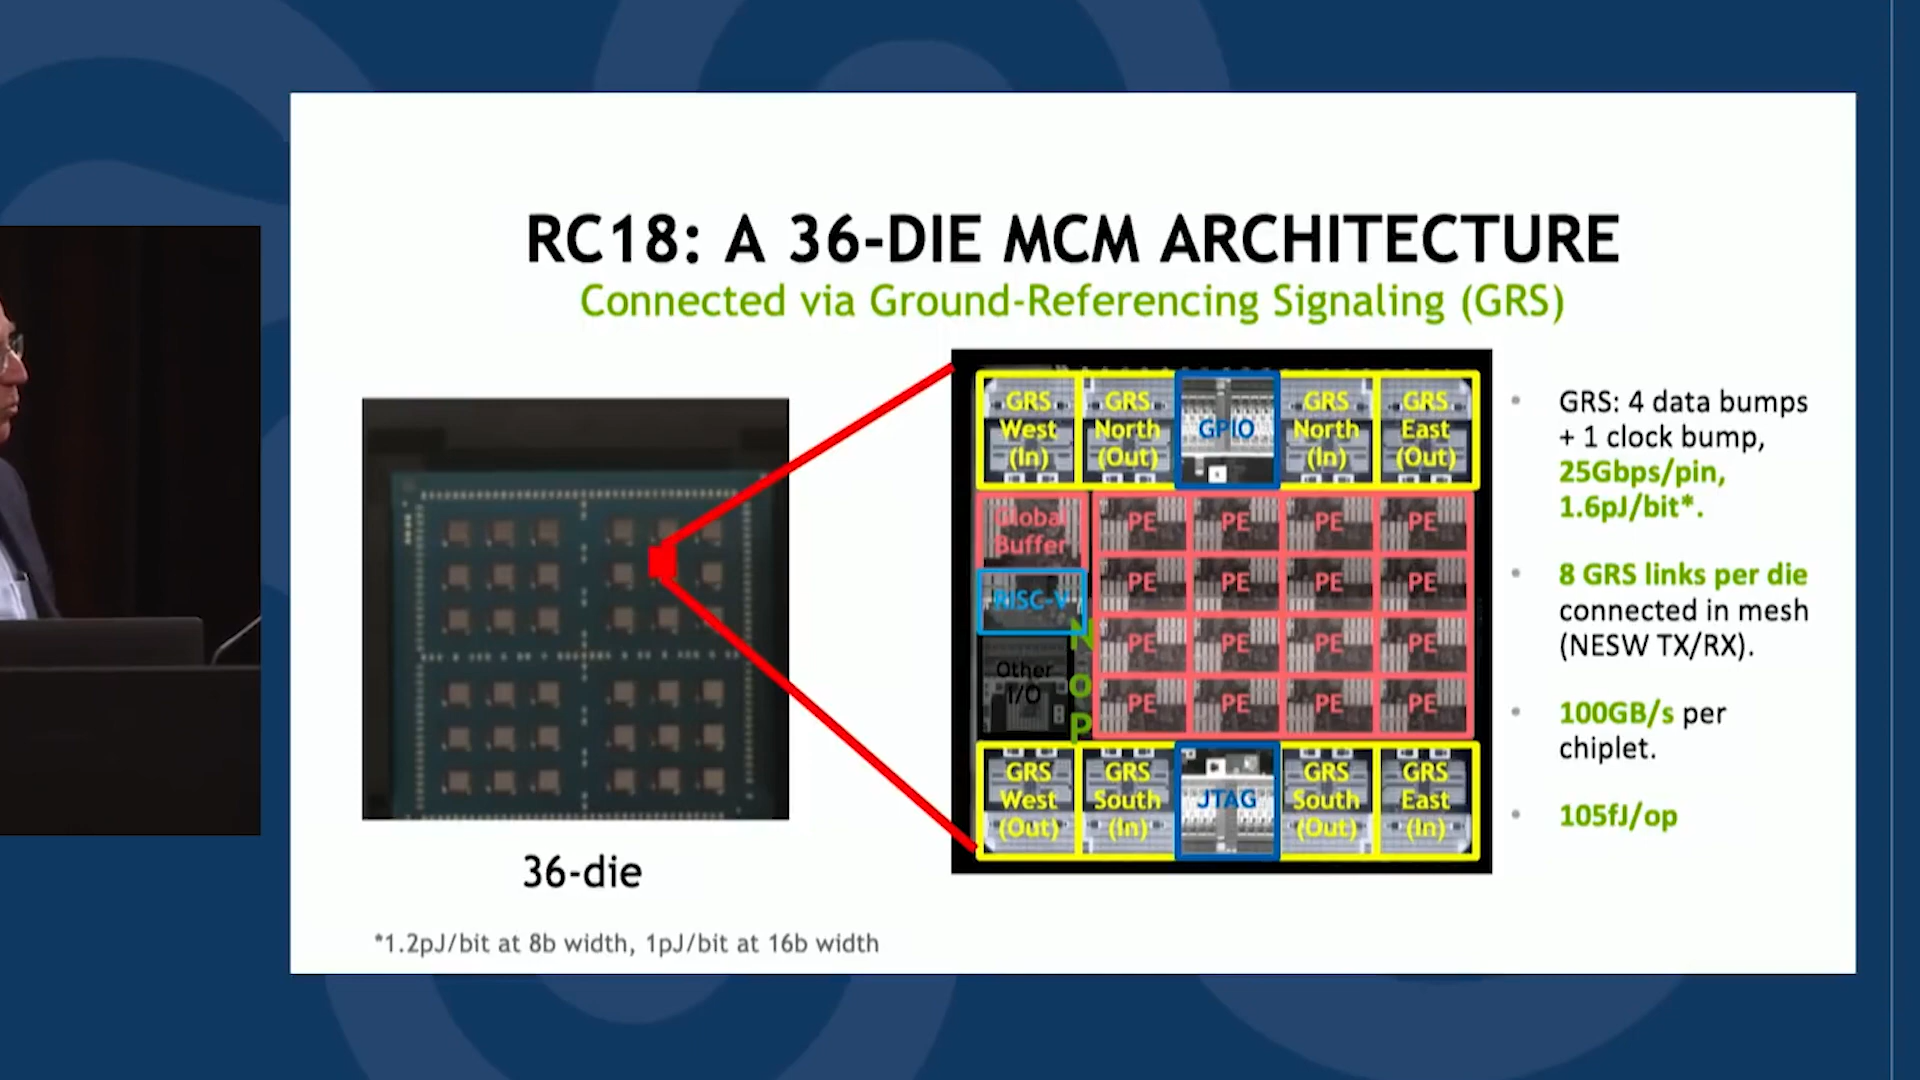 RC18: A 36-DIE MCM ARCHITECTURE
Connected via Ground-Referencing Signaling (GRS)
36-die
*1.2pJ/bit at 8b width, 1pJ/bit at 16b width
GRS West (In)
GRS North (Out)
GPIO
GRS North (In)
GRS East (Out)
Global Buffer
RISC-V
Other I/O
NoP
PE PE PE PE
PE PE PE PE
PE PE PE PE
PE PE PE PE
GRS West (Out)
GRS South (In)
JTAG
GRS South (Out)
GRS East (In)
• GRS: 4 data bumps
+ 1 clock bump,
25Gbps/pin,
1.6pJ/bit*.
• 8 GRS links per die
connected in mesh
(NESW TX/RX).
• 100GB/s per
chiplet.
• 105fJ/op